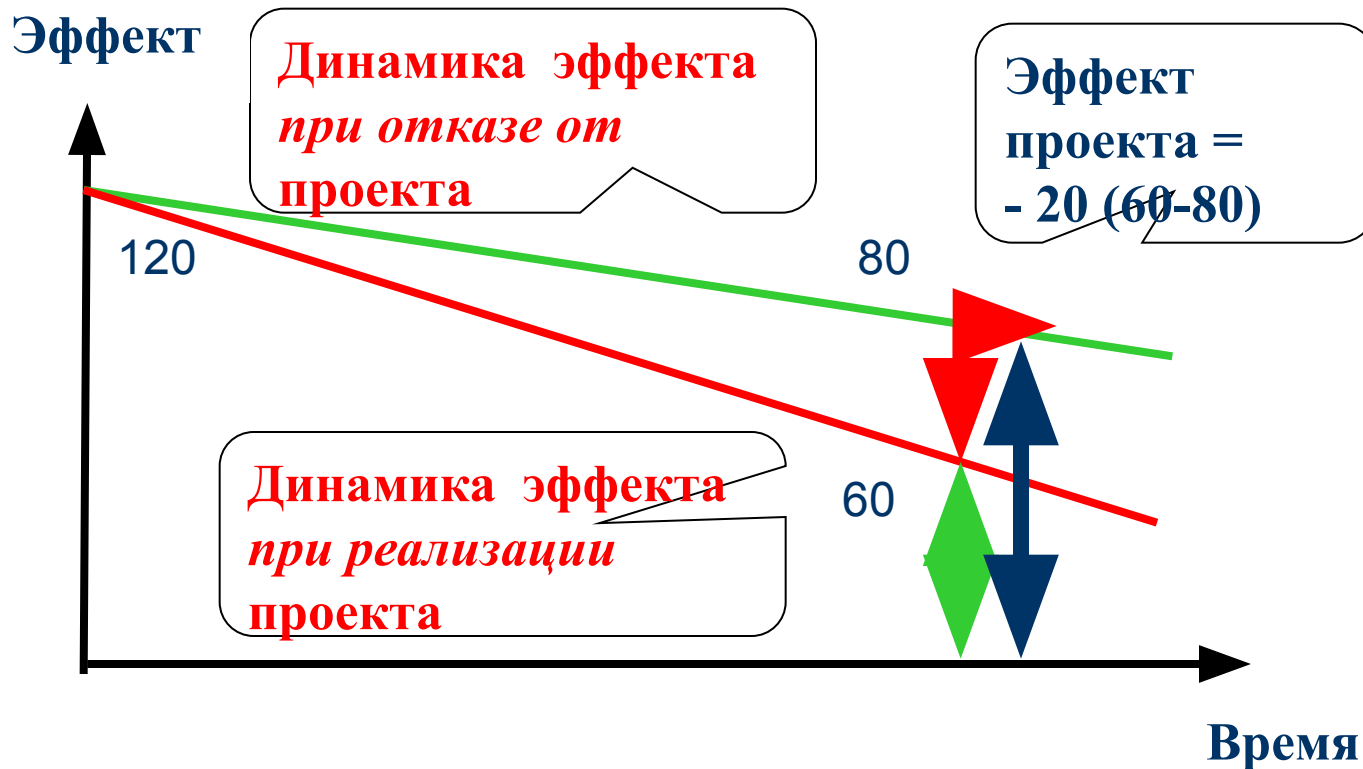 Эффект
Динамика эффекта
при отказе от
проекта
Эффект
проекта =
- 20 (60-80)
120
80
Динамика эффекта
при реализации
проекта
60
Время